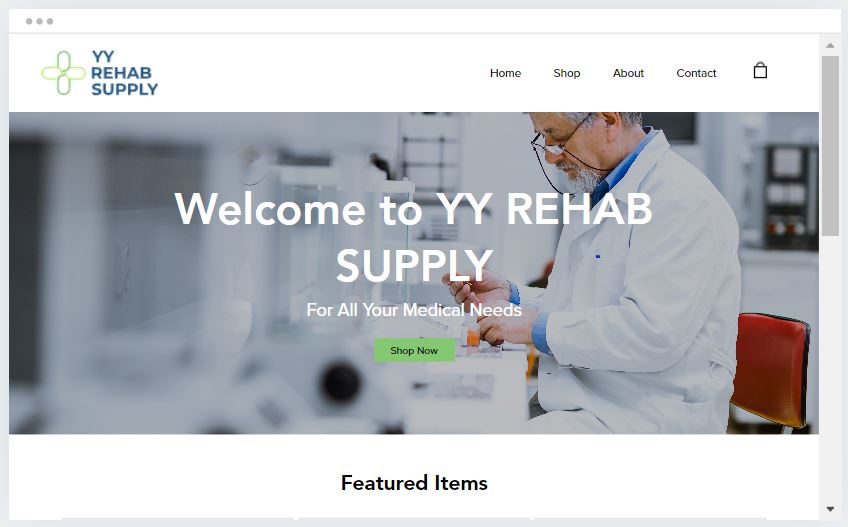 YY
REHAB
SUPPLY
Home Shop About Contact
Welcome to YY REHAB
SUPPLY
For All Your Medical Needs
Shop Now
Featured Items